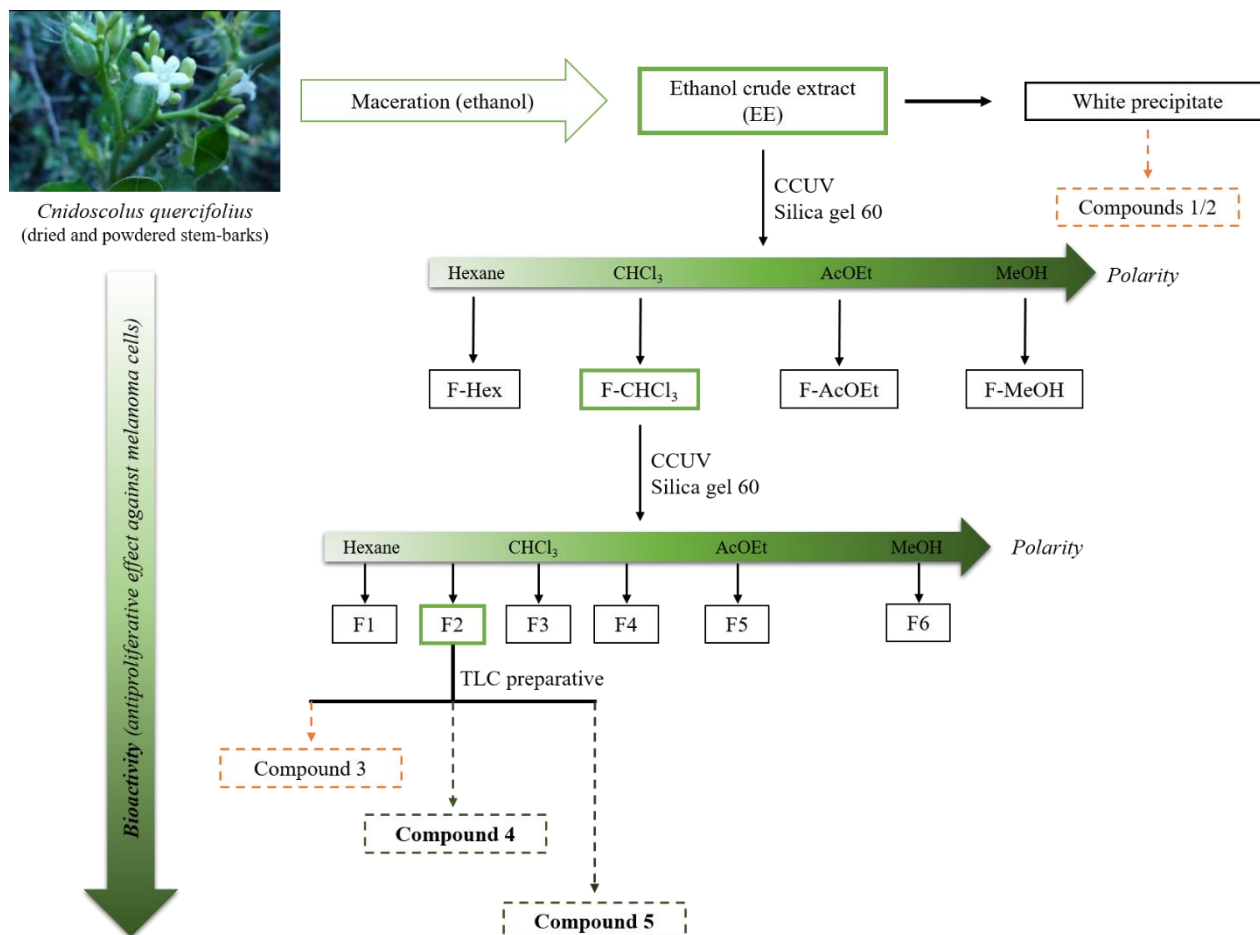 Maceration (ethanol)
Ethanol crude extract
(EE)
White precipitate
Cnidoscolus quercifolius
(dried and powdered stem-barks)
CCUV
Silica gel 60
Compounds 1/2
Hexane
CHCl₃
AcOEt
MeOH
Polarity
F-Hex
F-CHCl₃
F-AcOEt
F-MeOH
CCUV
Silica gel 60
Hexane
CHCl₃
AcOEt
MeOH
Polarity
F1
F2
F3
F4
F5
F6
TLC preparative
Compound 3
Compound 4
Compound 5
Bioactivity (antiproliferative effect against melanoma cells)